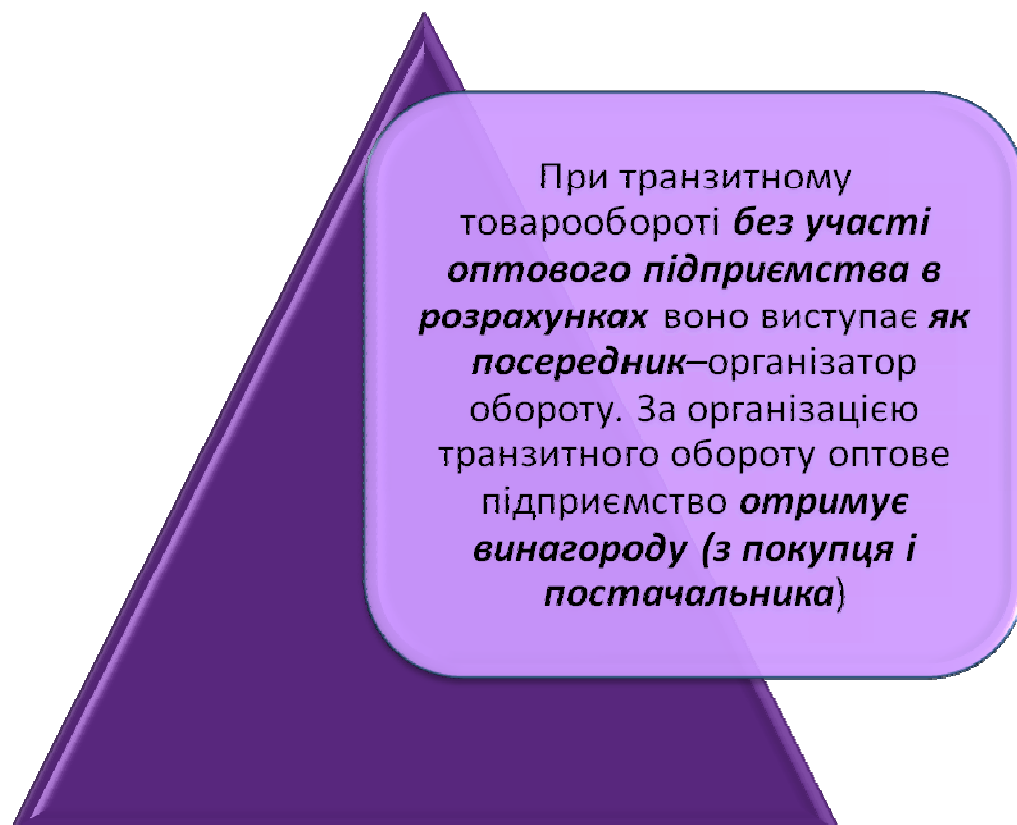 При транзитному
товарообороті без участі
оптового підприємства в
розрахунках воно виступає як
посередник–організатор
обороту. За організацією
транзитного обороту оптове
підприємство отримує
винагороду (з покупця і
постачальника)